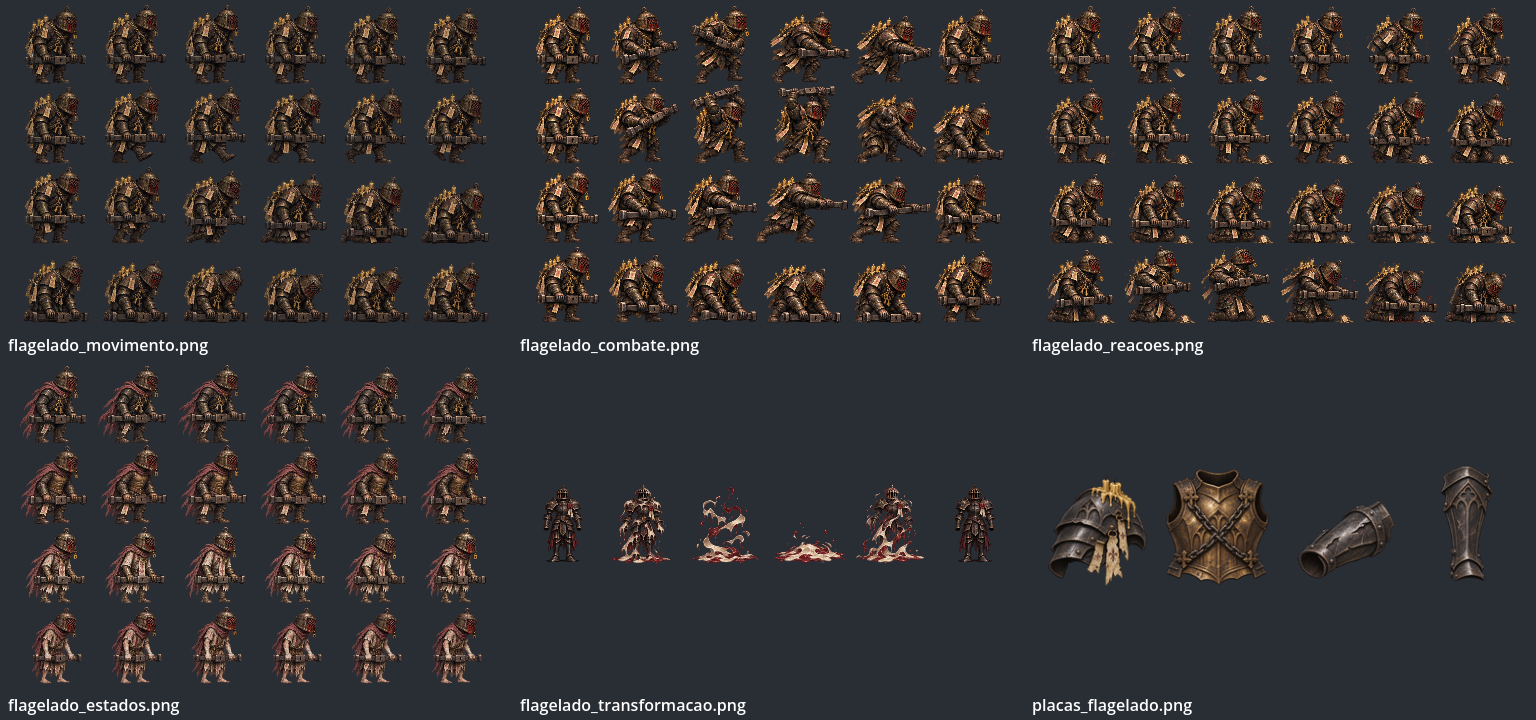 flagelado_movimento.png
flagelado_combate.png
flagelado_reacoes.png
flagelado_estados.png
flagelado_transformacao.png
placas_flagelado.png